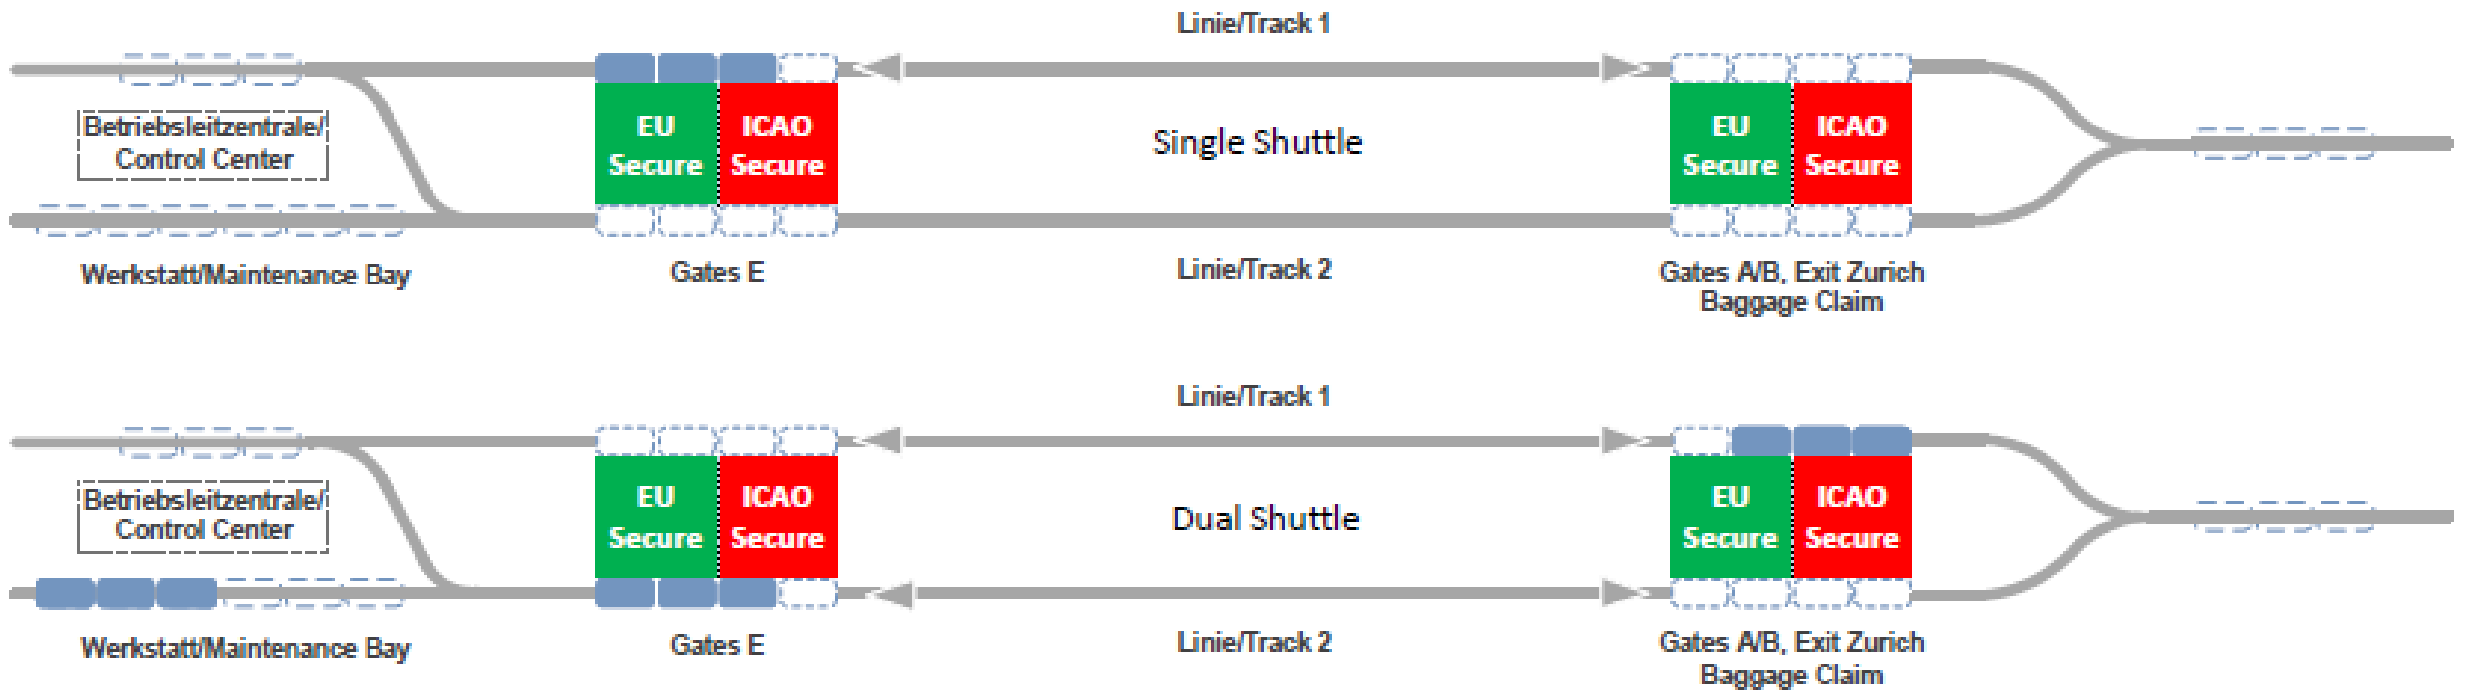 Linie/Track 1
Betriebsleitzentrale/
Control Center
EU
Secure
ICAO
Secure
Single Shuttle
EU
Secure
ICAO
Secure
Werkstatt/Maintenance Bay
Gates E
Linie/Track 2
Gates A/B, Exit Zurich
Baggage Claim
Linie/Track 1
Betriebsleitzentrale/
Control Center
EU
Secure
ICAO
Secure
Dual Shuttle
EU
Secure
ICAO
Secure
Werkstatt/Maintenance Bay
Gates E
Linie/Track 2
Gates A/B, Exit Zurich
Baggage Claim